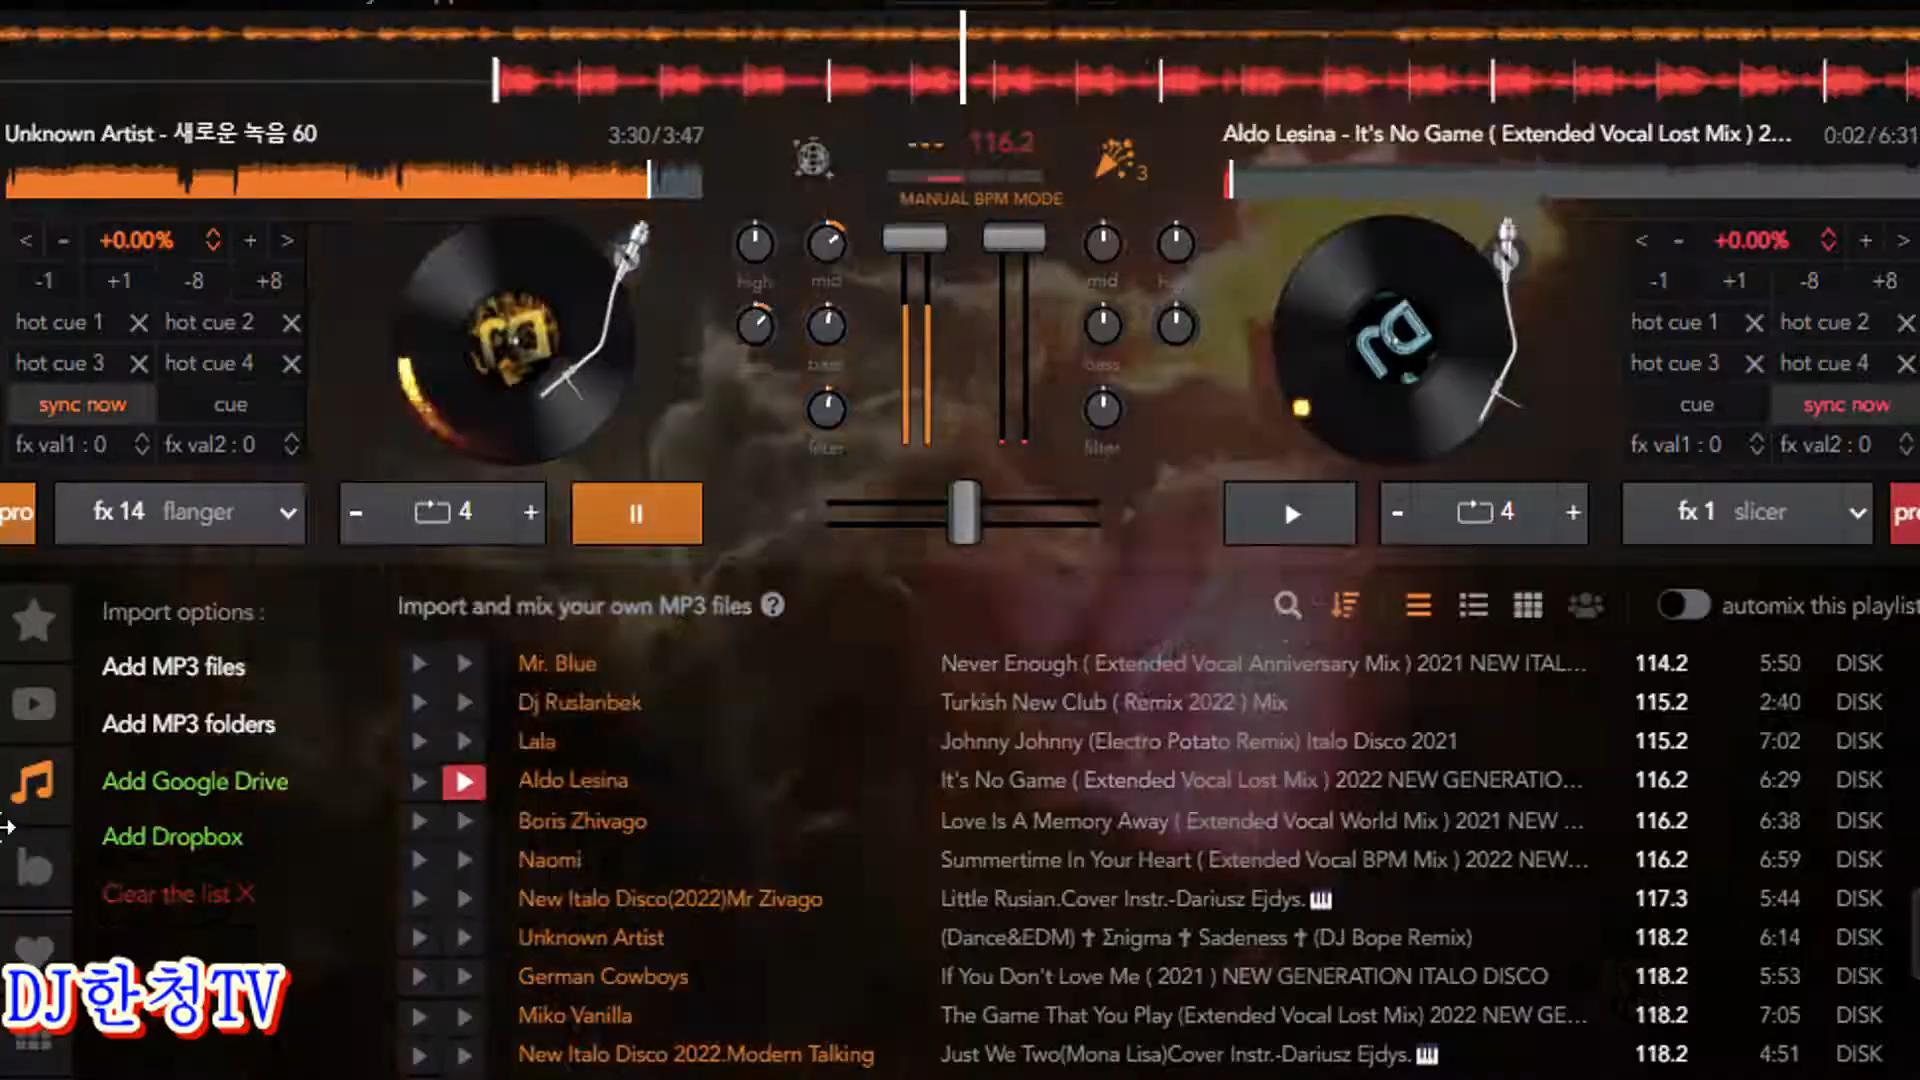 Unknown Artist - 새로운 녹음 60
3:30/3:47
--- 116.2
3
MANUAL BPM MODE
Aldo Lesina - It's No Game ( Extended Vocal Lost Mix ) 2...
0:02/6:31
< - +0.00% + >
-1 +1 -8 +8
hot cue 1 X hot cue 2 X
hot cue 3 X hot cue 4 X
sync now cue
fx val1 : 0 fx val2 : 0
high mid
bass
filter
mid
bass
filter
< - +0.00% + >
-1 +1 -8 +8
hot cue 1 X hot cue 2 X
hot cue 3 X hot cue 4 X
cue sync now
fx val1 : 0 fx val2 : 0
pro fx 14 flanger - 4 +
- 4 + fx 1 slicer
Import options :
Add MP3 files
Add MP3 folders
Add Google Drive
Add Dropbox
Clear the list X
Import and mix your own MP3 files ?
automix this playlist
Mr. Blue Never Enough ( Extended Vocal Anniversary Mix ) 2021 NEW ITAL... 114.2 5:50 DISK
Dj Ruslanbek Turkish New Club ( Remix 2022 ) Mix 115.2 2:40 DISK
Lala Johnny Johnny (Electro Potato Remix) Italo Disco 2021 115.2 7:02 DISK
Aldo Lesina It's No Game ( Extended Vocal Lost Mix ) 2022 NEW GENERATIO... 116.2 6:29 DISK
Boris Zhivago Love Is A Memory Away ( Extended Vocal World Mix ) 2021 NEW ... 116.2 6:38 DISK
Naomi Summertime In Your Heart ( Extended Vocal BPM Mix ) 2022 NEW... 116.2 6:59 DISK
New Italo Disco(2022)Mr Zivago Little Rusian.Cover Instr.-Dariusz Ejdys.🎹 117.3 5:44 DISK
Unknown Artist (Dance&EDM) ✝ Σnigma ✝ Sadeness ✝ (DJ Bope Remix) 118.2 6:14 DISK
German Cowboys If You Don't Love Me ( 2021 ) NEW GENERATION ITALO DISCO 118.2 5:53 DISK
Miko Vanilla The Game That You Play (Extended Vocal Lost Mix) 2022 NEW GE... 118.2 7:05 DISK
New Italo Disco 2022.Modern Talking Just We Two(Mona Lisa)Cover Instr.-Dariusz Ejdys.🎹 118.2 4:51 DISK
DJ한청TV